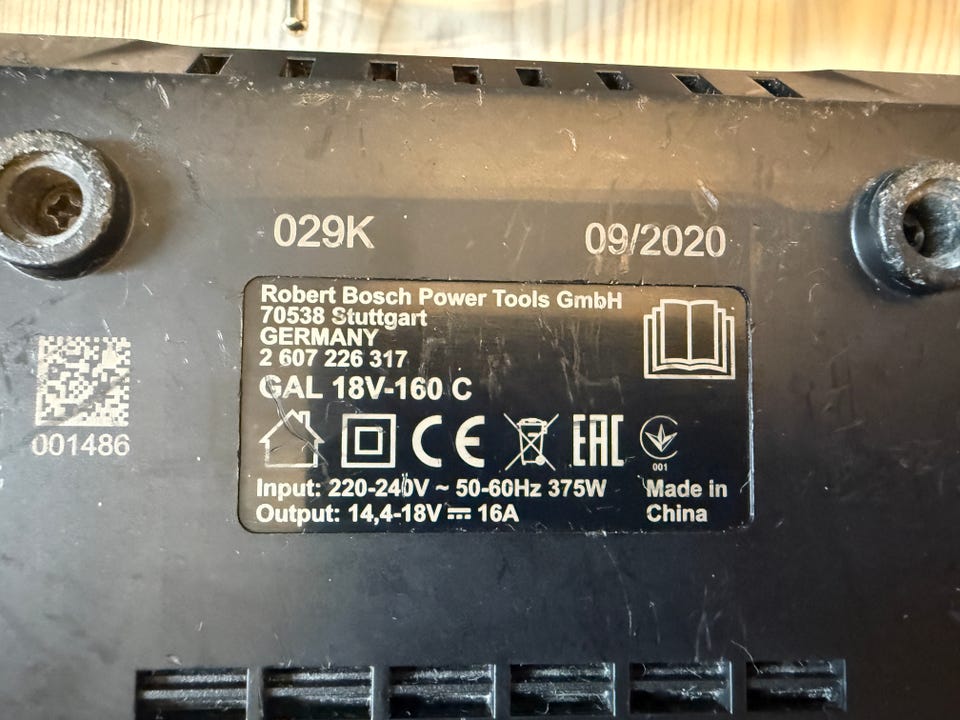 029K 09/2020
Robert Bosch Power Tools GmbH
70538 Stuttgart
GERMANY
2 607 226 317
GAL 18V-160 C
CE EAC
001
001486
Input: 220-240V ~ 50-60Hz 375W
Output: 14,4-18V ⎓ 16A
Made in
China